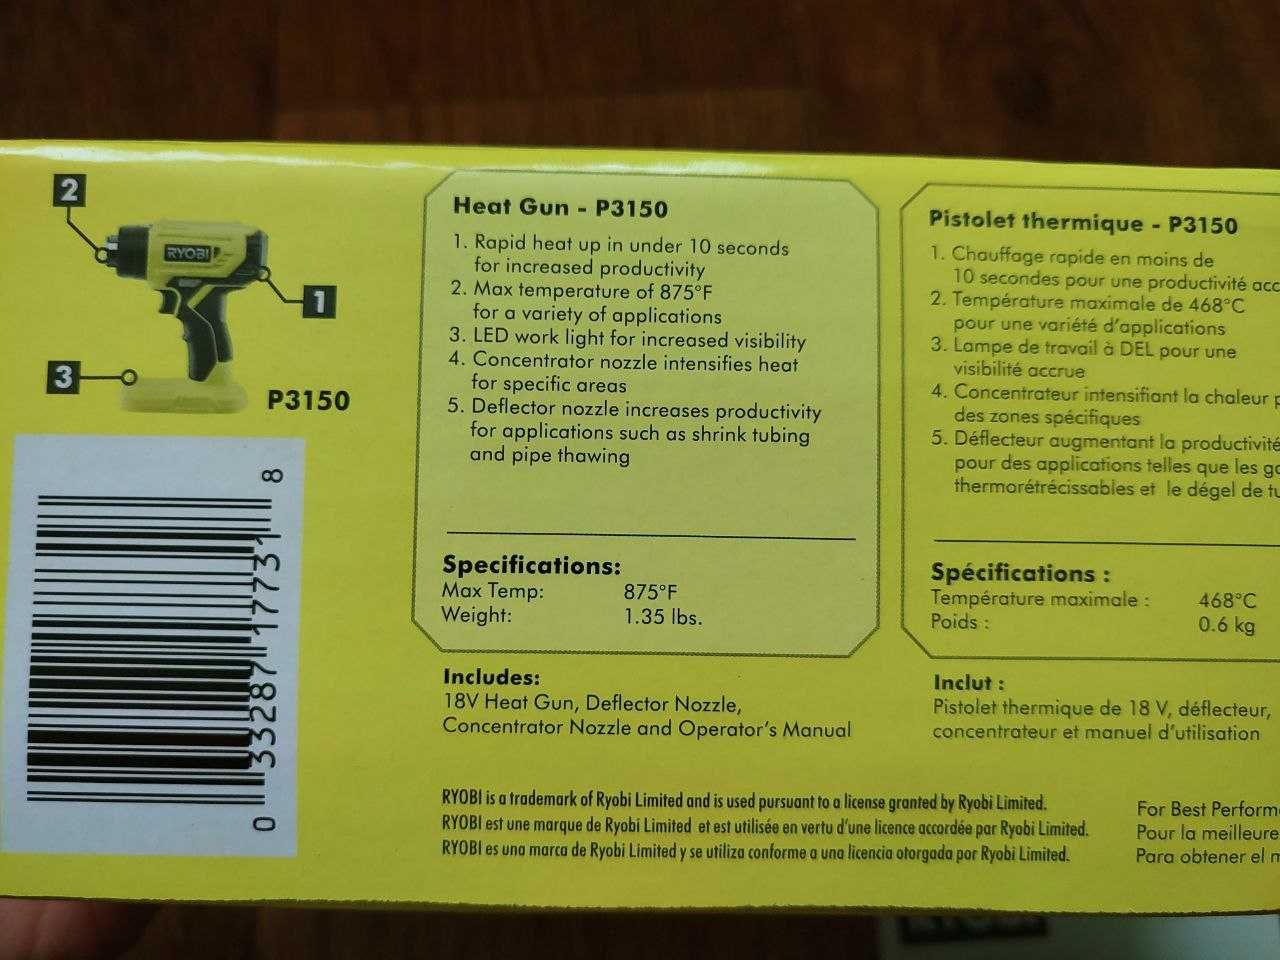 2
RYOBI
1
3
P3150
0 33287 17731 8
Heat Gun - P3150
1. Rapid heat up in under 10 seconds
for increased productivity
2. Max temperature of 875°F
for a variety of applications
3. LED work light for increased visibility
4. Concentrator nozzle intensifies heat
for specific areas
5. Deflector nozzle increases productivity
for applications such as shrink tubing
and pipe thawing
Specifications:
Max Temp: 875°F
Weight: 1.35 lbs.
Includes:
18V Heat Gun, Deflector Nozzle,
Concentrator Nozzle and Operator's Manual
Pistolet thermique - P3150
1. Chauffage rapide en moins de
10 secondes pour une productivité
2. Température maximale de 468°C
pour une variété d'applications
3. Lampe de travail à DEL pour une
visibilité accrue
4. Concentrateur intensifiant la chaleur
des zones spécifiques
5. Déflecteur augmentant la productivité
pour des applications telles que les
thermorétrécissables et le dégel de
Spécifications :
Température maximale : 468°C
Poids : 0.6 kg
Inclut :
Pistolet thermique de 18 V, déflecteur,
concentrateur et manuel d'utilisation
RYOBI is a trademark of Ryobi Limited and is used pursuant to a license granted by Ryobi Limited.
RYOBI est une marque de Ryobi Limited et est utilisée en vertu d'une licence accordée par Ryobi Limited.
RYOBI es una marca de Ryobi Limited y se utiliza conforme a una licencia otorgada por Ryobi Limited.
For Best
Pour la meilleure
Para obtener el